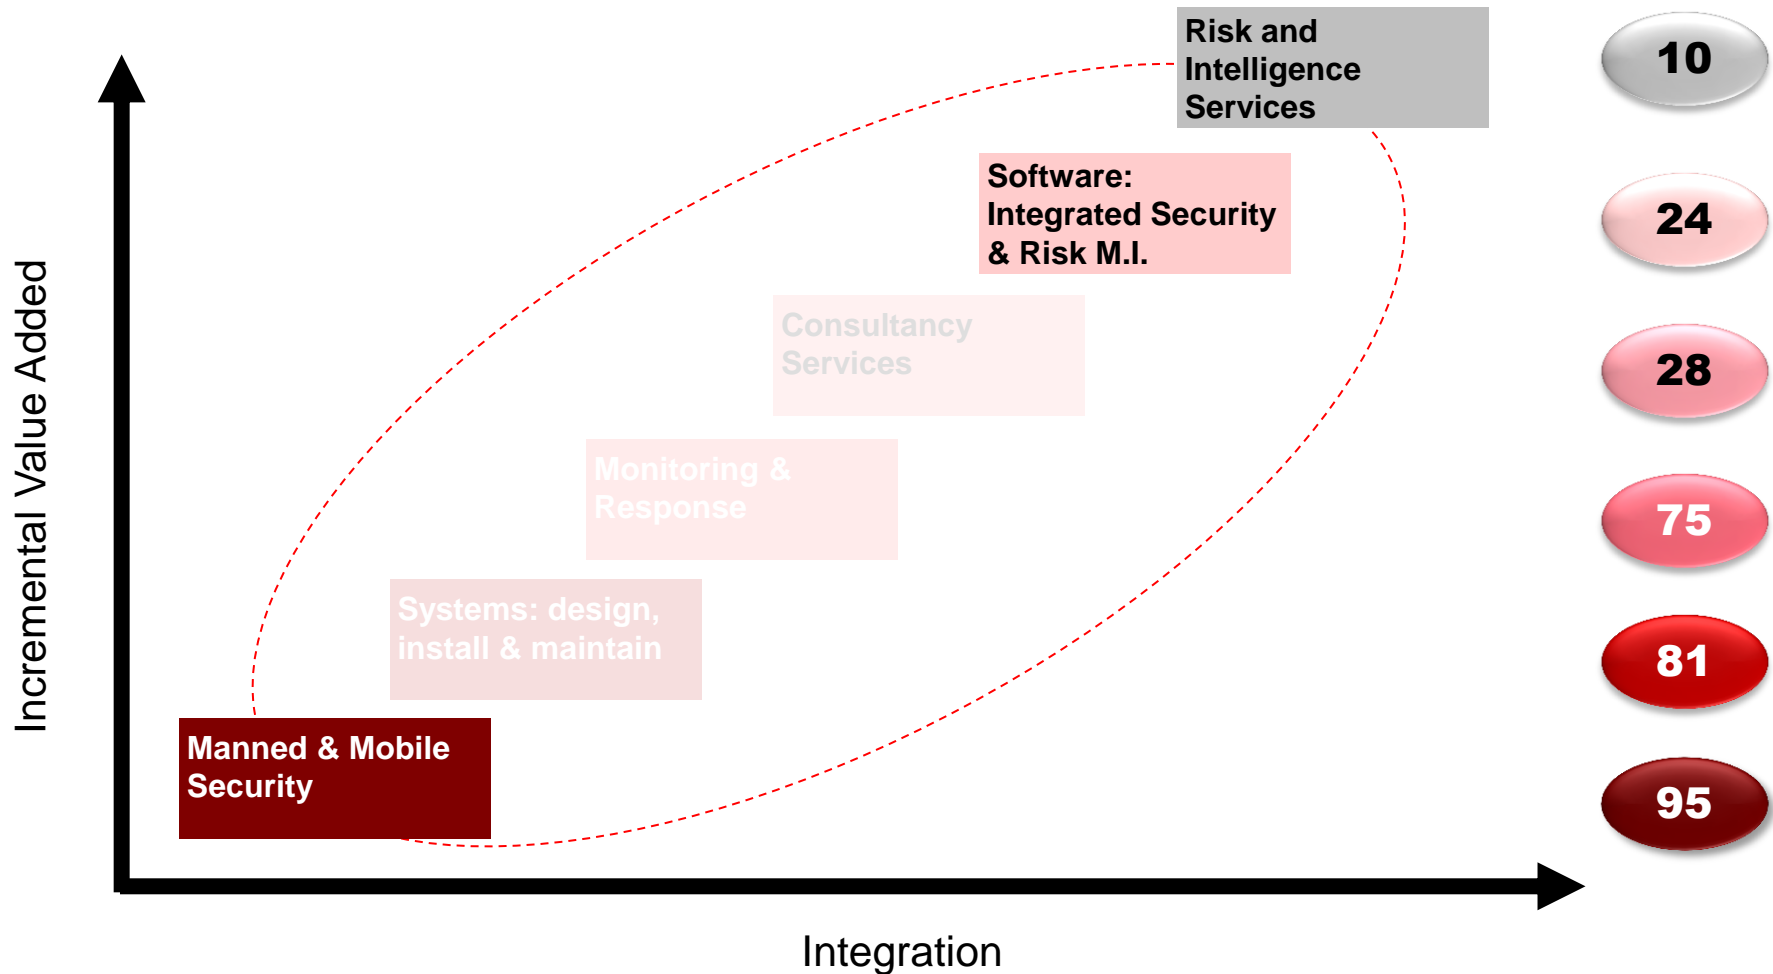 Risk and
Intelligence
Services
10
Software:
Integrated Security
& Risk M.I.
24
Consultancy
Services
28
Monitoring &
Response
75
Systems: design,
install & maintain
81
Manned & Mobile
Security
95
Incremental Value Added
Integration